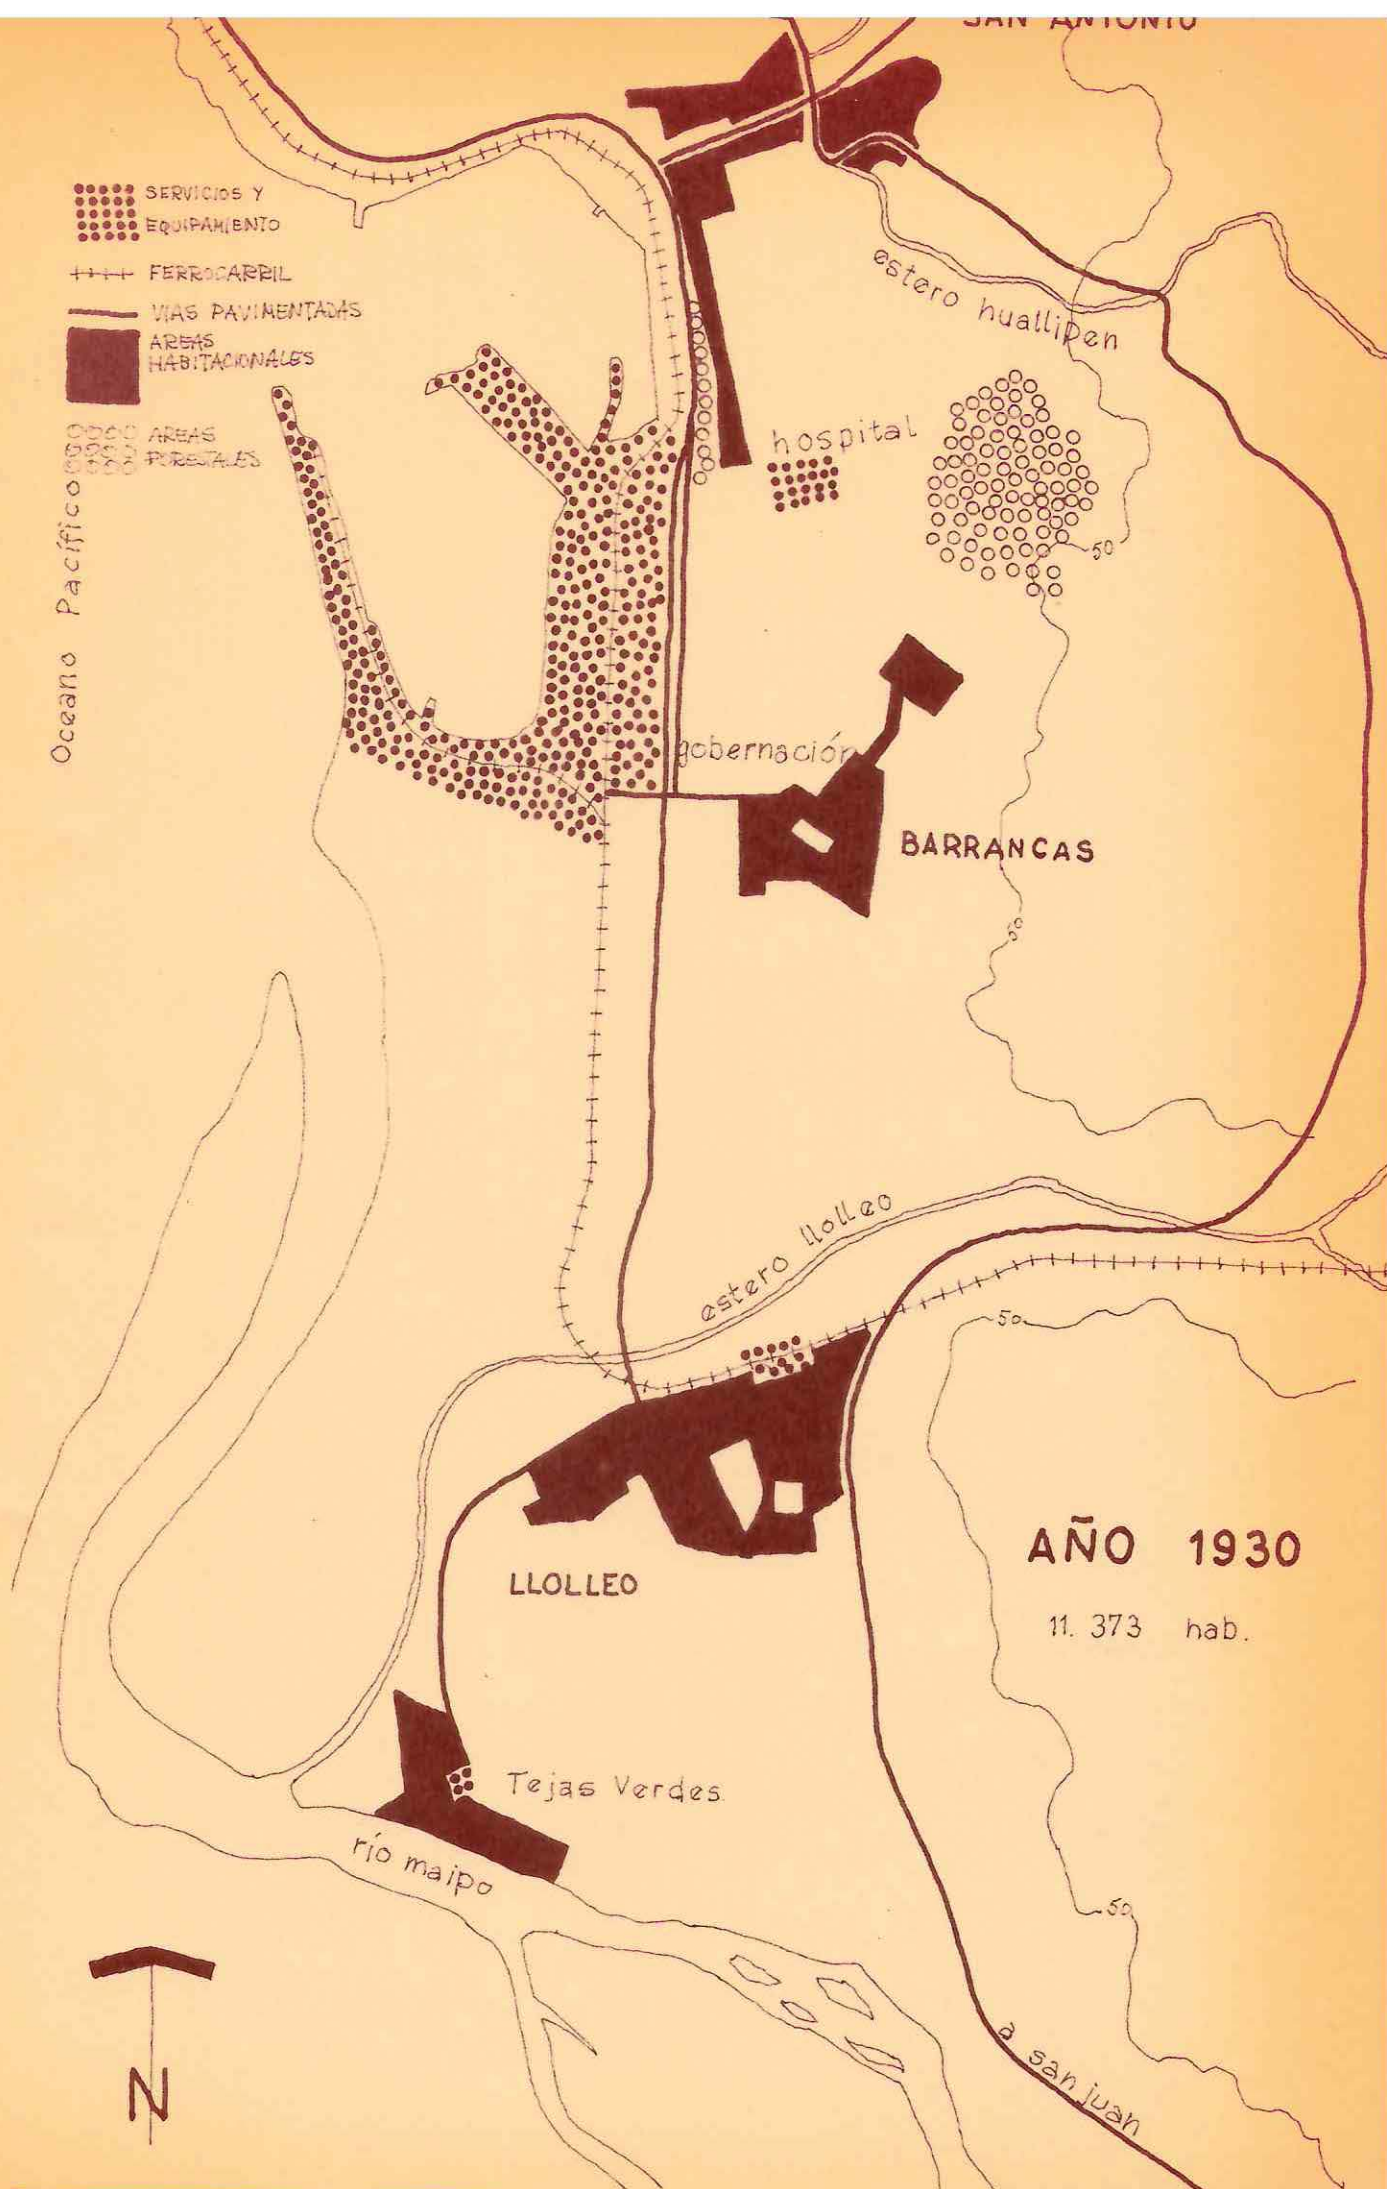 SAN ANTONIO
SERVICIOS Y
EQUIPAMIENTO
FERROCARRIL
VIAS PAVIMENTADAS
AREAS
HABITACIONALES
AREAS
FORESTALES
Oceano Pacífico
estero huallipen
hospital
50
gobernación
BARRANCAS
50
estero llolleo
50
AÑO 1930
11. 373 hab.
LLOLLEO
Tejas Verdes
río maipo
50
a san juan
N